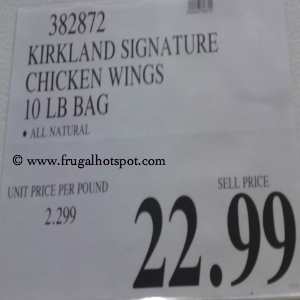 382872
KIRKLAND SIGNATURE
CHICKEN WINGS
10 LB BAG
• ALL NATURAL
© www.frugalhotspot.com
UNIT PRICE PER POUND
2.299
SELL PRICE
22.99